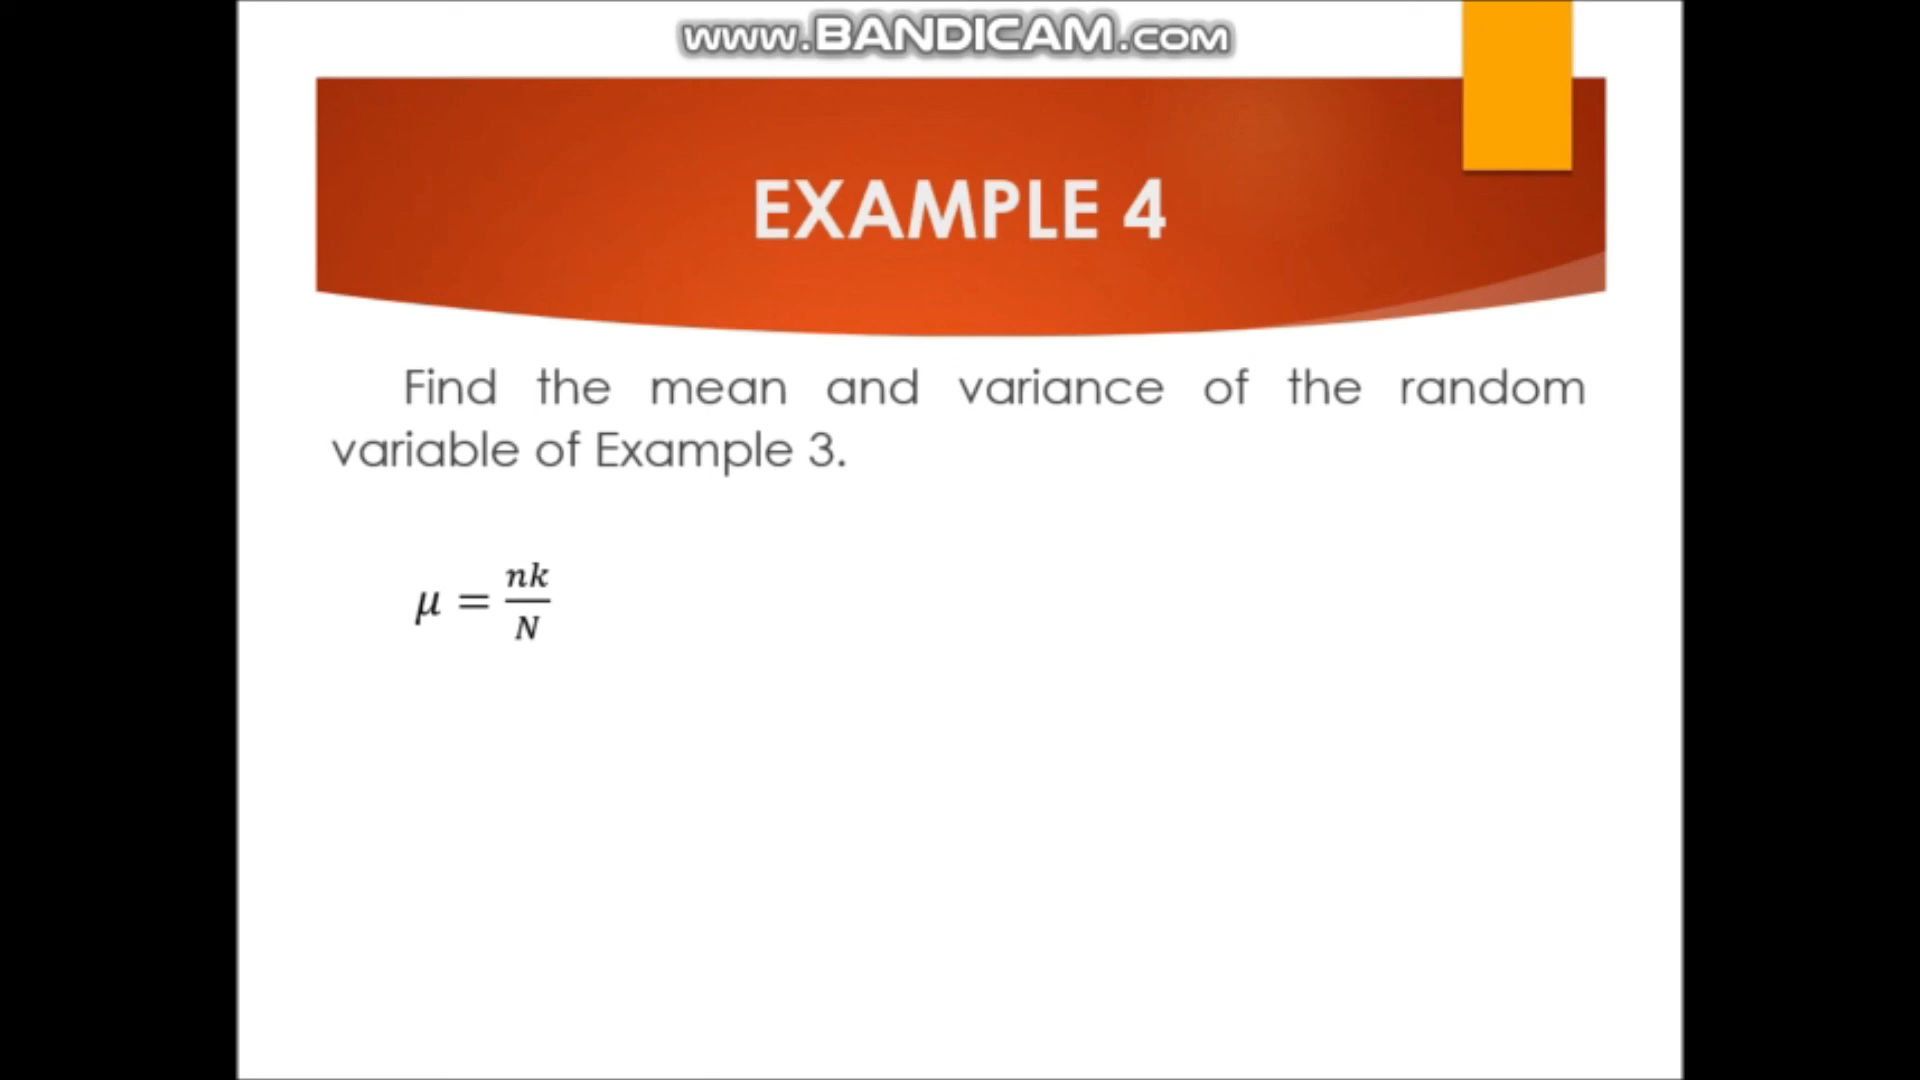 www.BANDICAM.com
EXAMPLE 4
Find the mean and variance of the random
variable of Example 3.
μ = nk/N